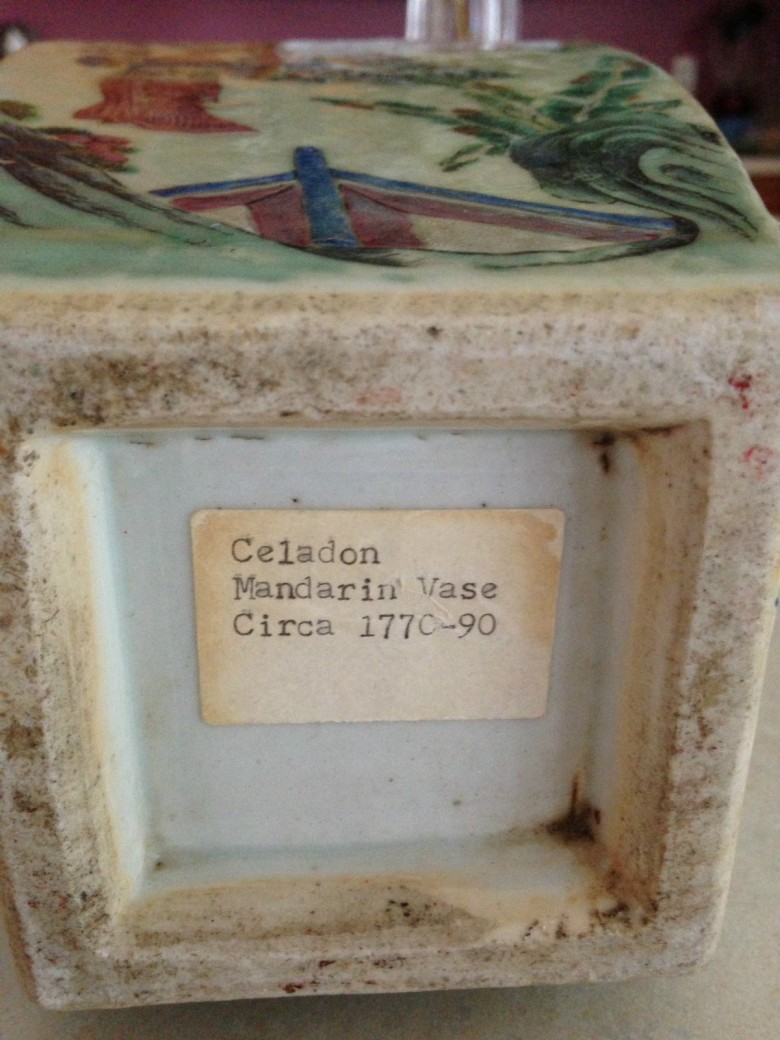 Celadon
Mandarin Vase
Circa 1770-90